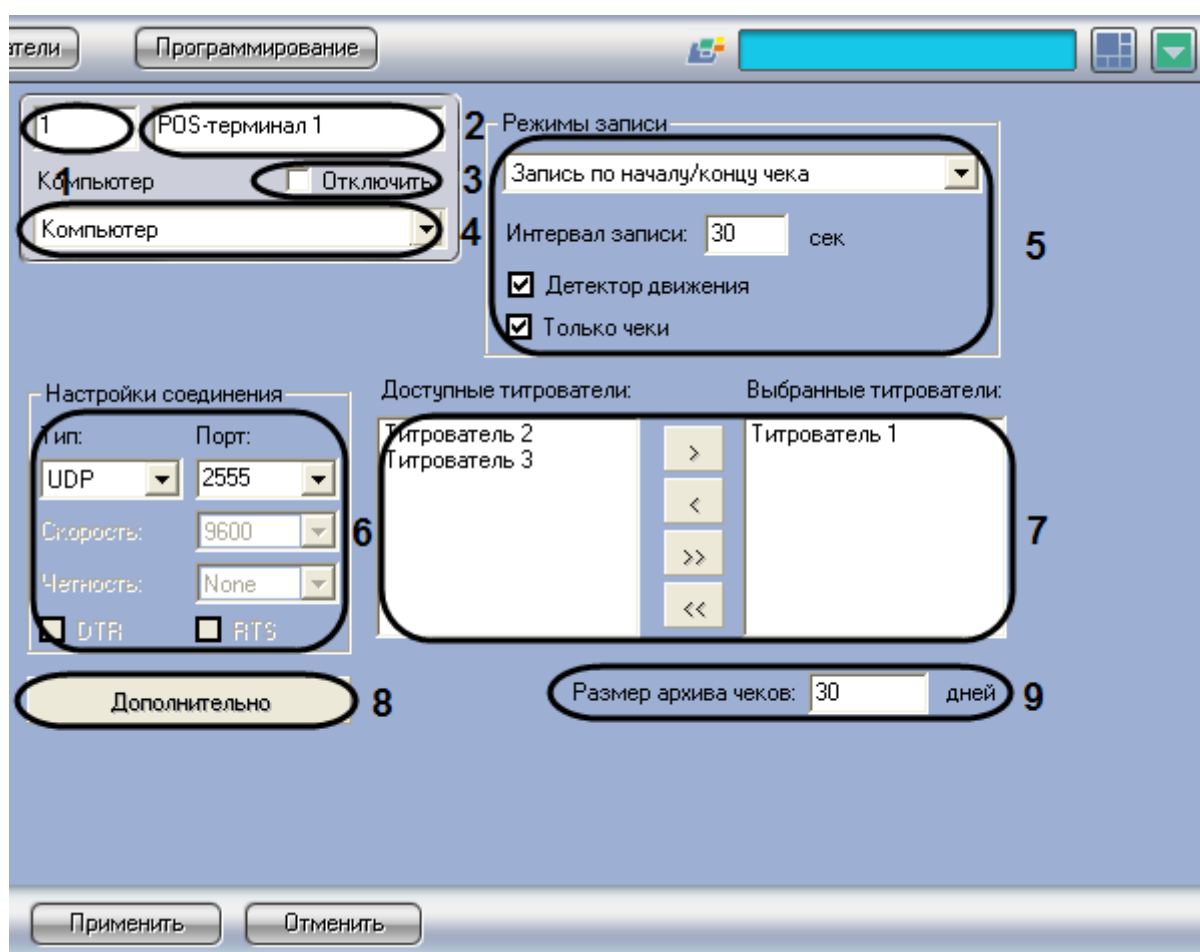 атели
Программирование
1
POS-терминал 1
2
1
Компьютер
Отключить
3
Компьютер
4
Режимы записи
Запись по началу/концу чека
Интервал записи: 30 сек
5
Детектор движения
Только чеки
Настройки соединения
Тип: Порт:
UDP 2555
Скорость: 9600
6
Четность: None
DTR RTS
Доступные титрователи: Выбранные титрователи:
Титрователь 2
Титрователь 3
>
<
>>
<<
Титрователь 1
7
Дополнительно
8
Размер архива чеков: 30 дней
9
Применить
Отменить